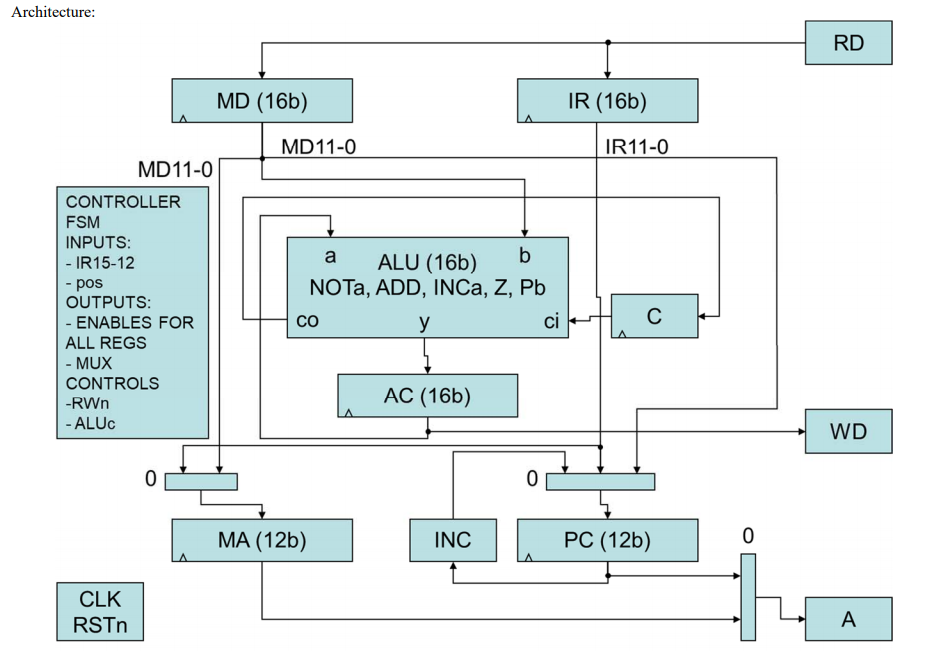 Architecture:
RD
MD (16b)
IR (16b)
MD11-0
IR11-0
MD11-0
CONTROLLER
FSM
INPUTS:
- IR15-12
- pos
OUTPUTS:
- ENABLES FOR
ALL REGS
- MUX
CONTROLS
-RWn
- ALUc
a
b
ALU (16b)
NOTa, ADD, INCa, Z, Pb
co
y
ci
C
AC (16b)
WD
0
0
MA (12b)
INC
PC (12b)
0
CLK
RSTn
A